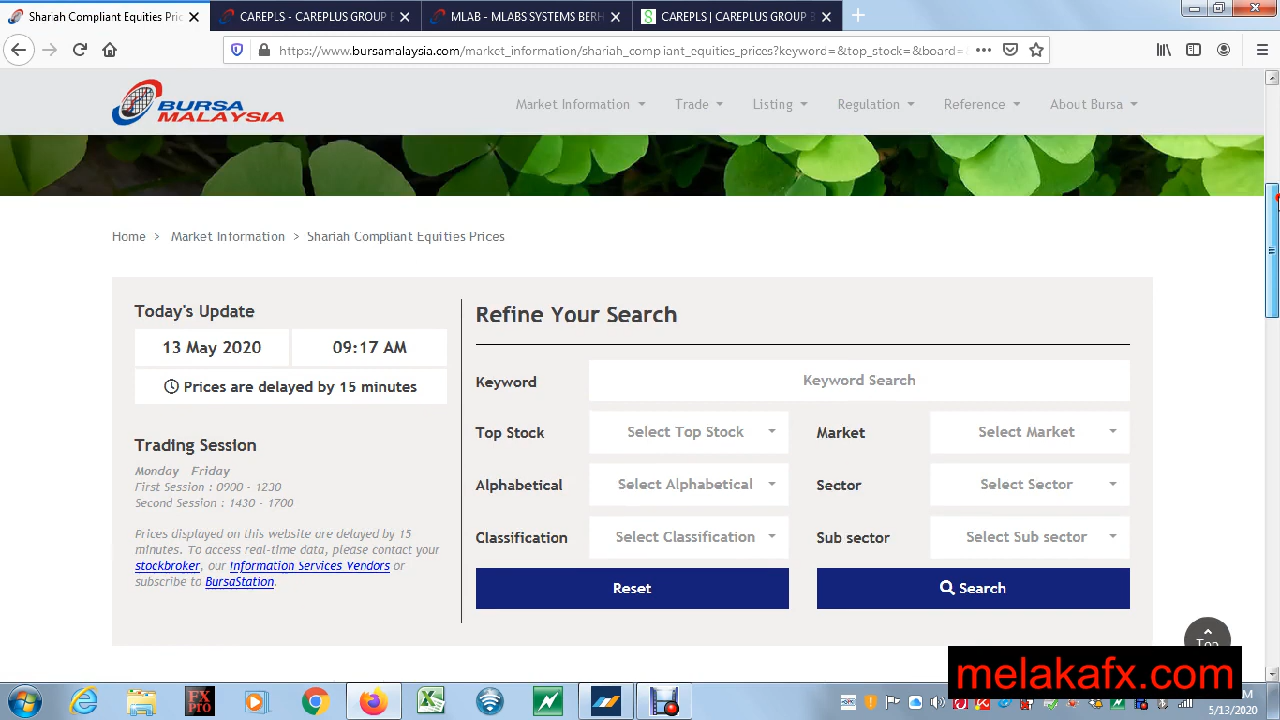 Shariah Compliant Equities Pric
CAREPLS - CAREPLUS GROUP B
MLAB - MLABS SYSTEMS BERH
CAREPLS | CAREPLUS GROUP B
https://www.bursamalaysia.com/market_information/shariah_compliant_equities_prices?keyword=&top_stock=&board=
BURSA
MALAYSIA
Market Information
Trade
Listing
Regulation
Reference
About Bursa
Home > Market Information > Shariah Compliant Equities Prices
Today's Update
13 May 2020
09:17 AM
Prices are delayed by 15 minutes
Trading Session
Monday Friday
First Session : 0900 - 1230
Second Session : 1430 - 1700
Prices displayed on this website are delayed by 15
minutes. To access real-time data, please contact your
stockbroker, our Information Services Vendors or
subscribe to BursaStation.
Refine Your Search
Keyword
Keyword Search
Top Stock
Select Top Stock
Market
Select Market
Alphabetical
Select Alphabetical
Sector
Select Sector
Classification
Select Classification
Sub sector
Select Sub sector
Reset
Search
Top
melakafx.com
FX
PRO
5/13/2020